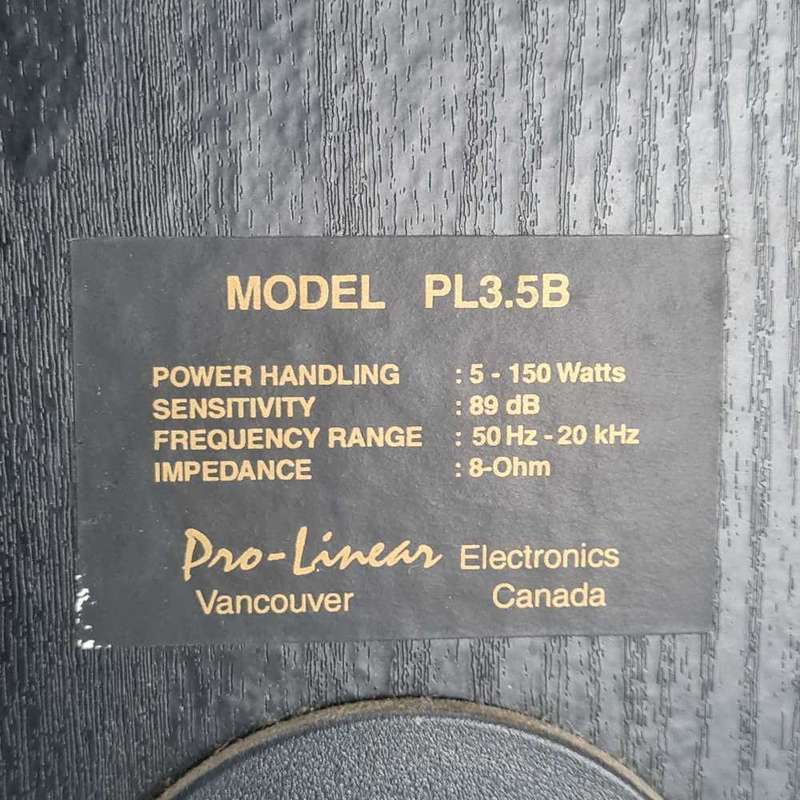 MODEL PL3.5B
POWER HANDLING : 5 - 150 Watts
SENSITIVITY : 89 dB
FREQUENCY RANGE : 50 Hz - 20 kHz
IMPEDANCE : 8-Ohm
Pro-Linear Electronics
Vancouver Canada